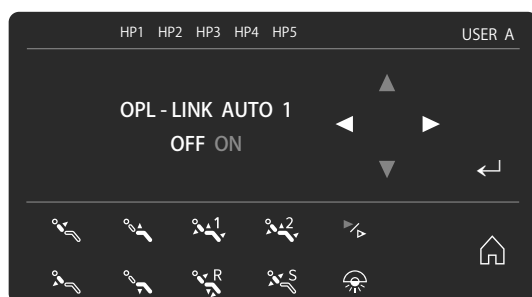 HP1 HP2 HP3 HP4 HP5 USER A
OPL - LINK AUTO 1
OFF ON
1 2
R S